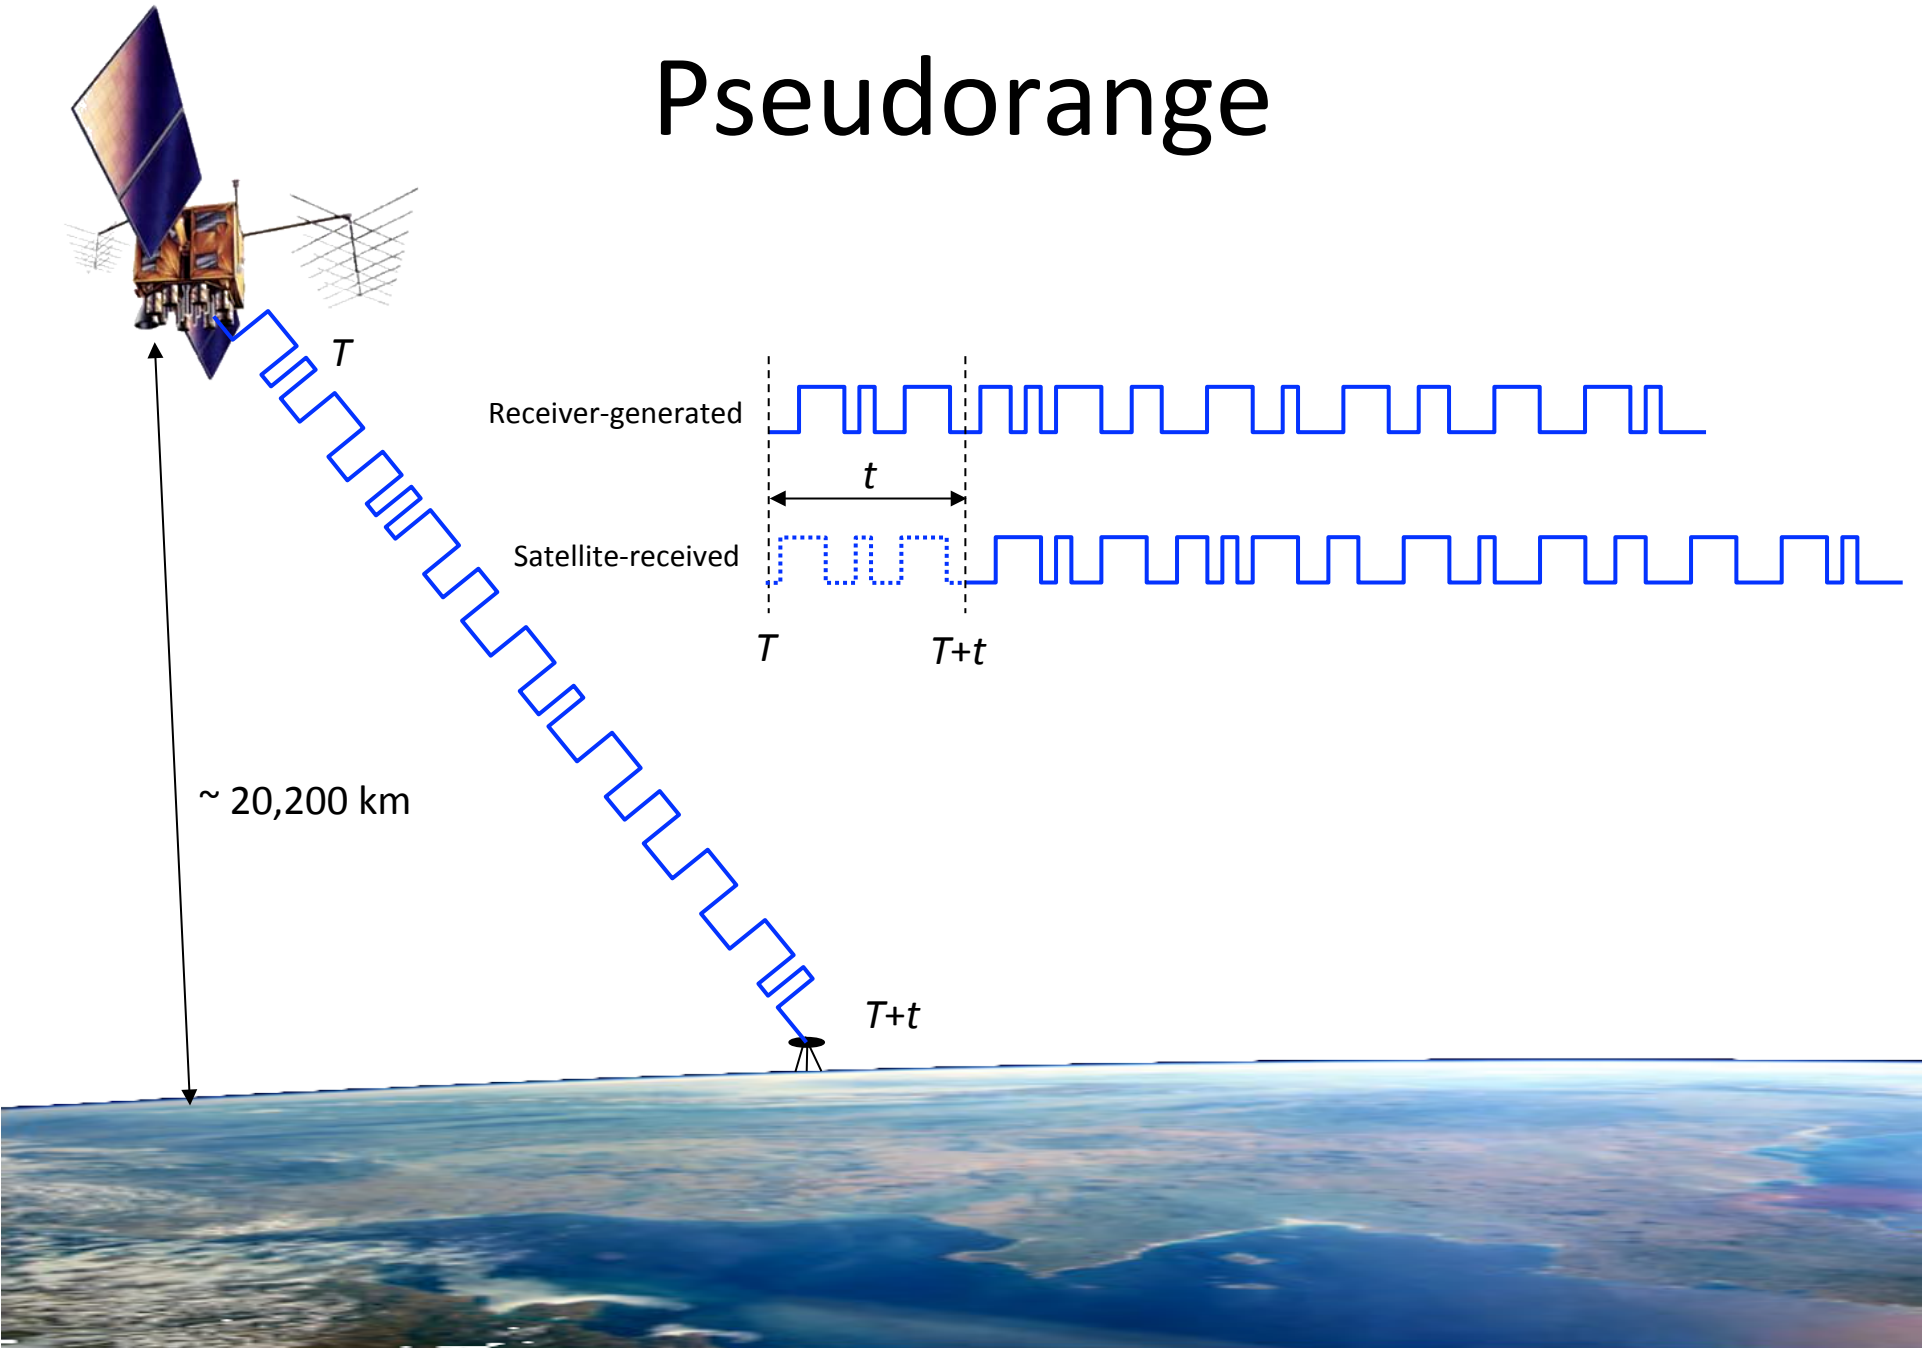 Pseudorange
T
Receiver-generated
t
Satellite-received
T
T+t
~ 20,200 km
T+t